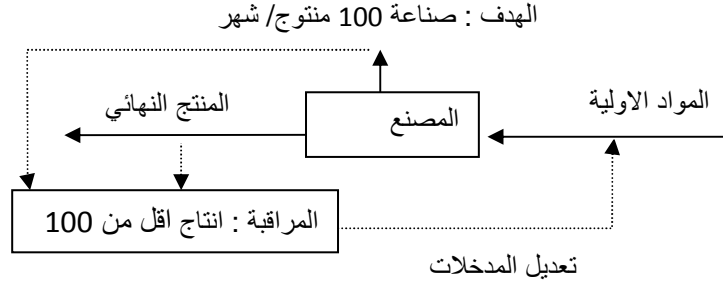 الهدف : صناعة 100 منتوج/ شهر
المواد الاولية
المنتج النهائي
المصنع
المراقبة : انتاج اقل من 100
تعديل المدخلات